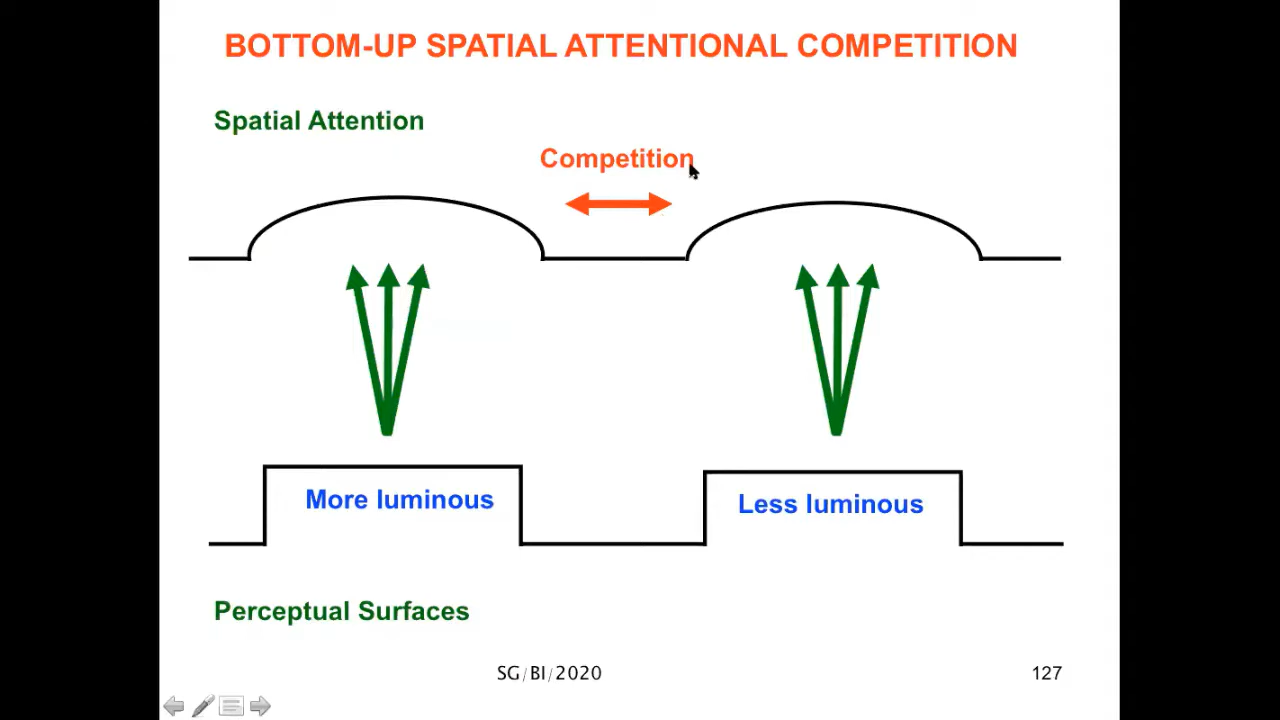 BOTTOM-UP SPATIAL ATTENTIONAL COMPETITION
Spatial Attention
Competition
More luminous
Less luminous
Perceptual Surfaces
SG/BI/2020
127